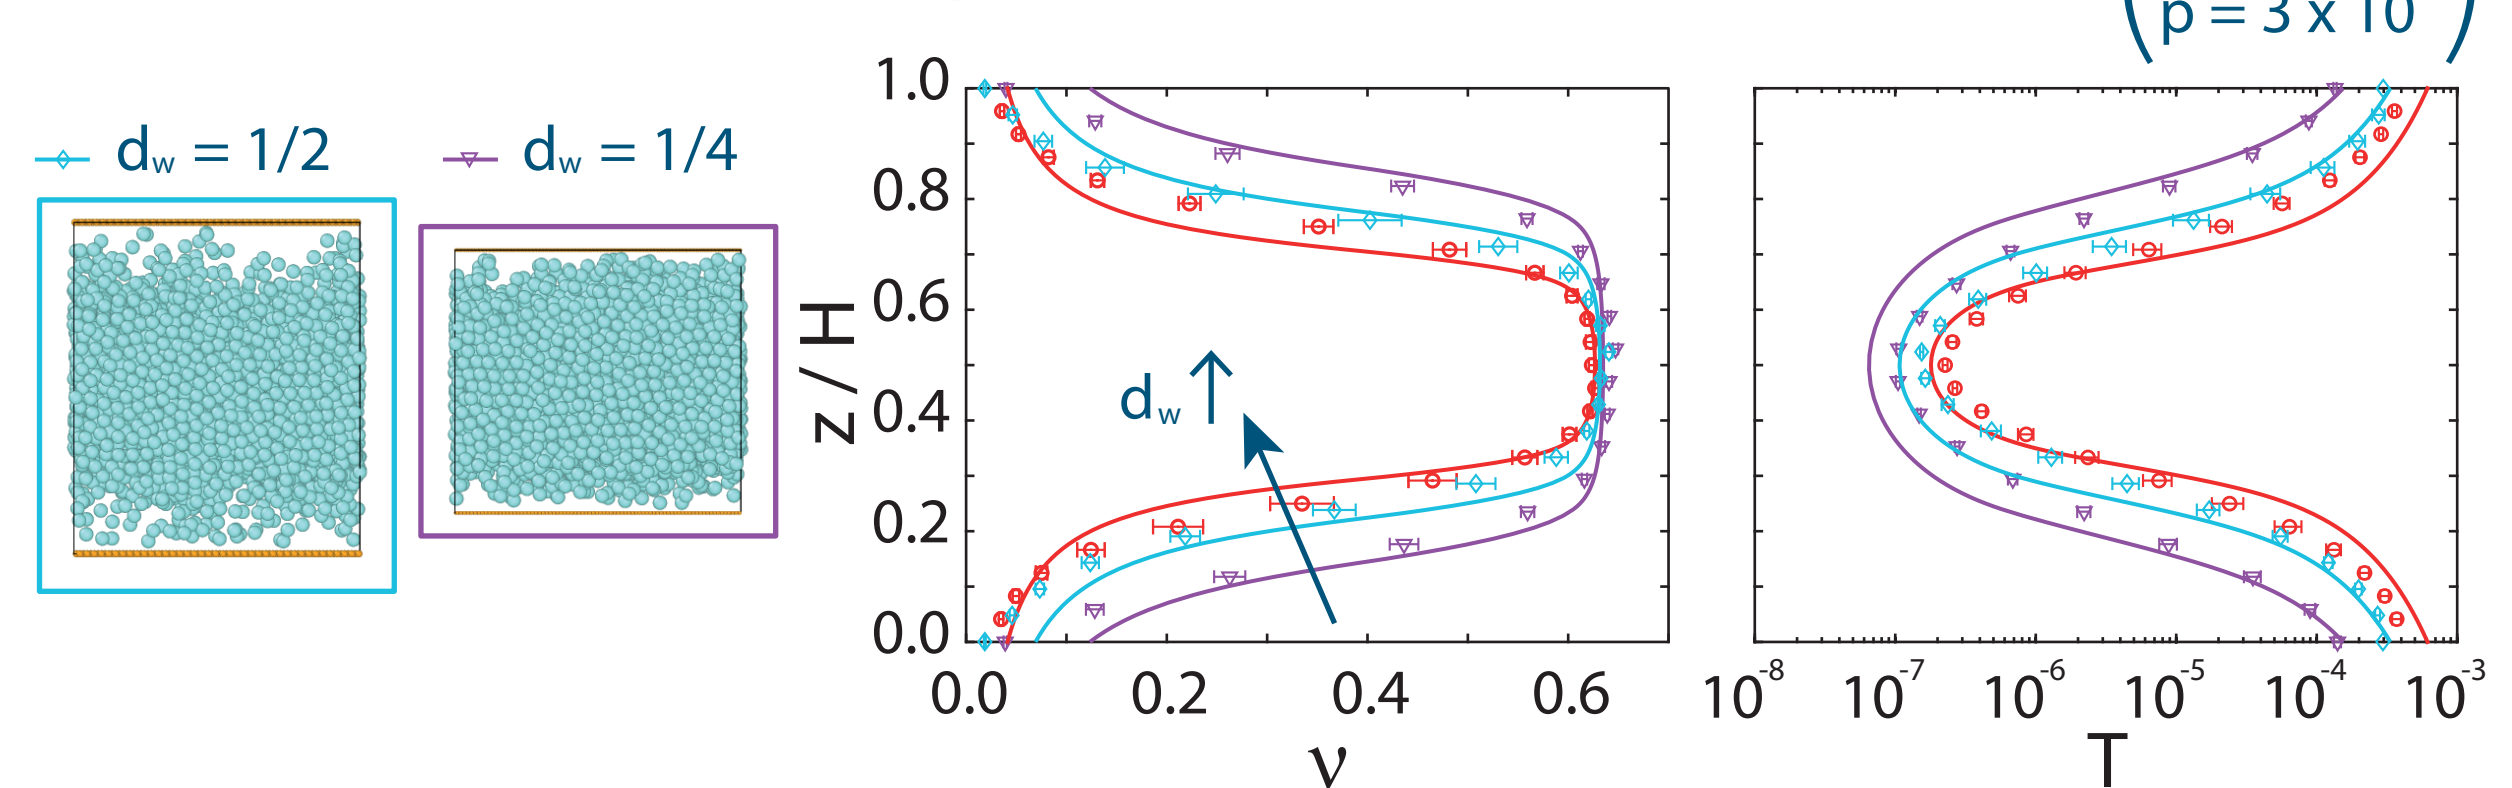 (p = 3 x 10 )
d_w = 1/2
d_w = 1/4
z / H
1.0
0.8
0.6
0.4
0.2
0.0
d_w
0.0 0.2 0.4 0.6
ν
10^-8 10^-7 10^-6 10^-5 10^-4 10^-3
T